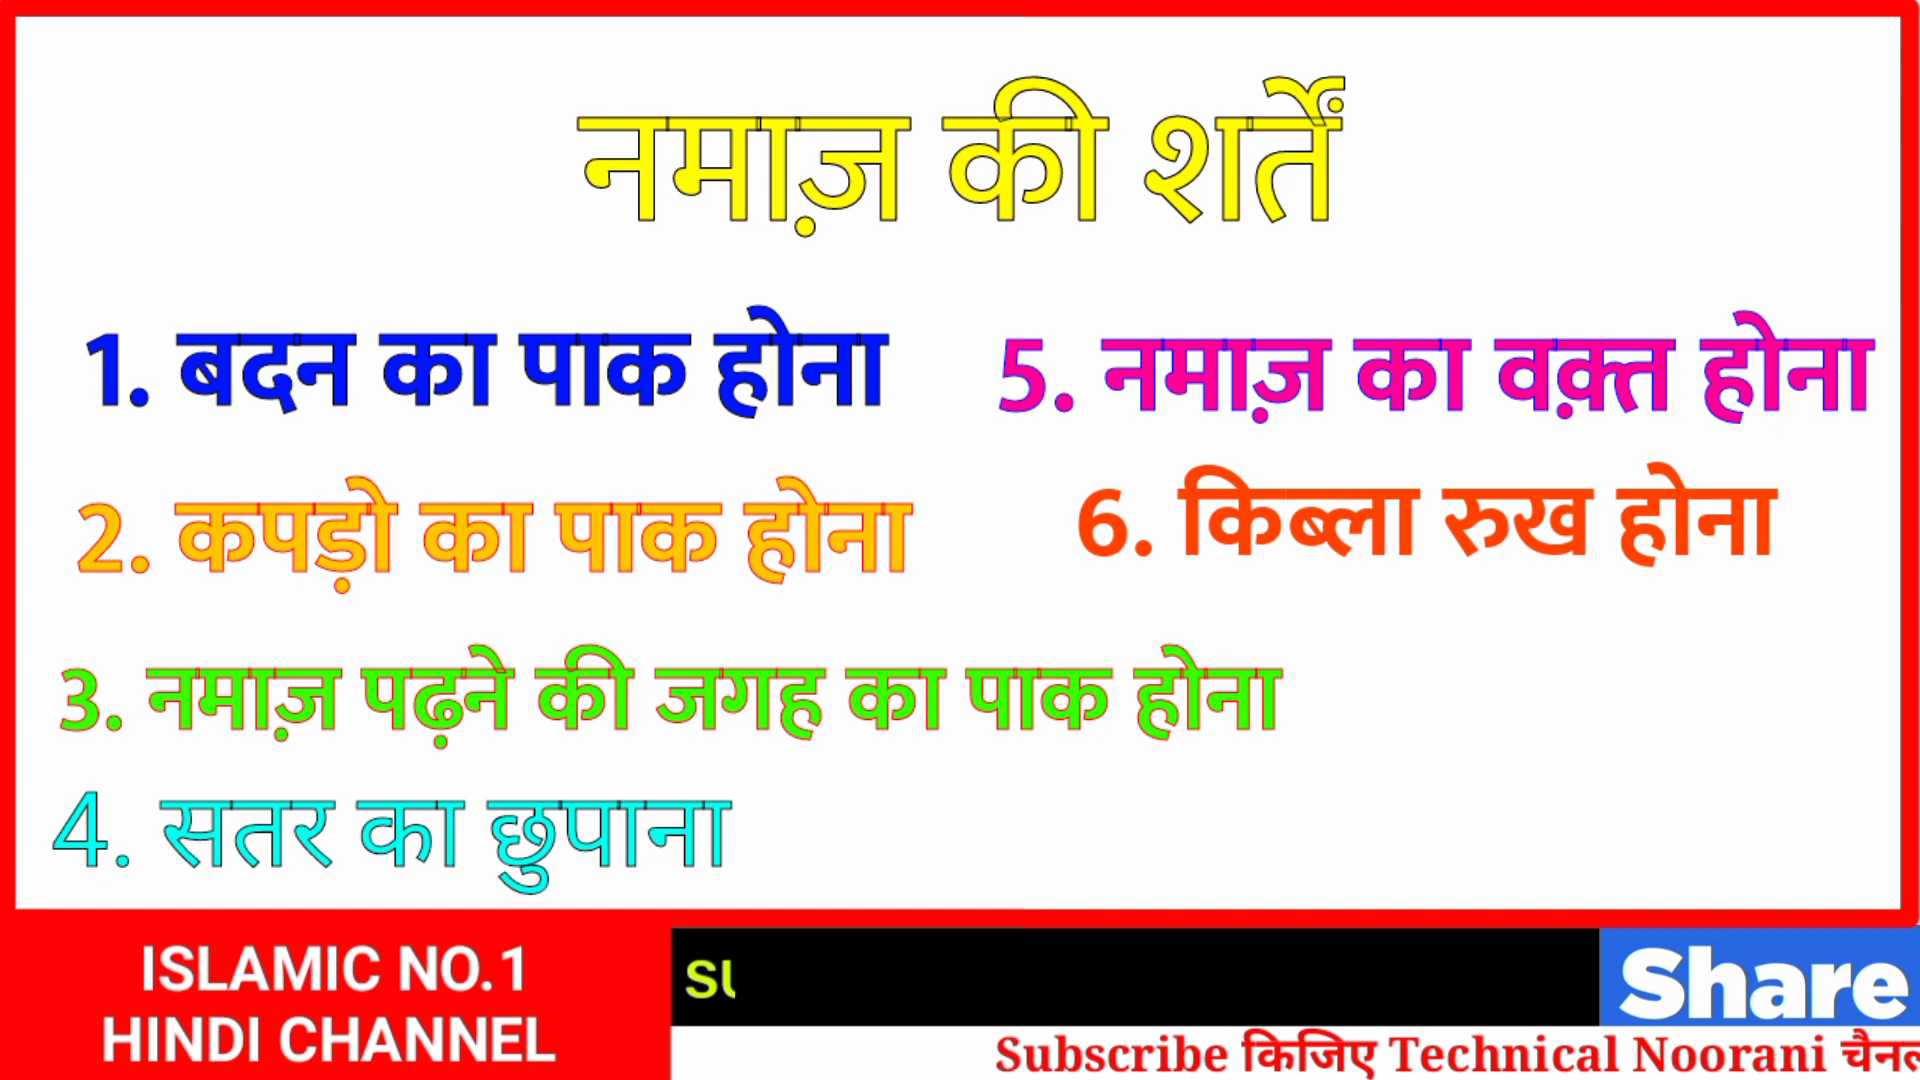 नमाज़ की शर्तें
1. बदन का पाक होना
2. कपड़ो का पाक होना
3. नमाज़ पढ़ने की जगह का पाक होना
4. सतर का छुपाना
5. नमाज़ का वक़्त होना
6. किब्ला रुख होना
ISLAMIC NO.1
HINDI CHANNEL
Share
Subscribe किजिए Technical Noorani